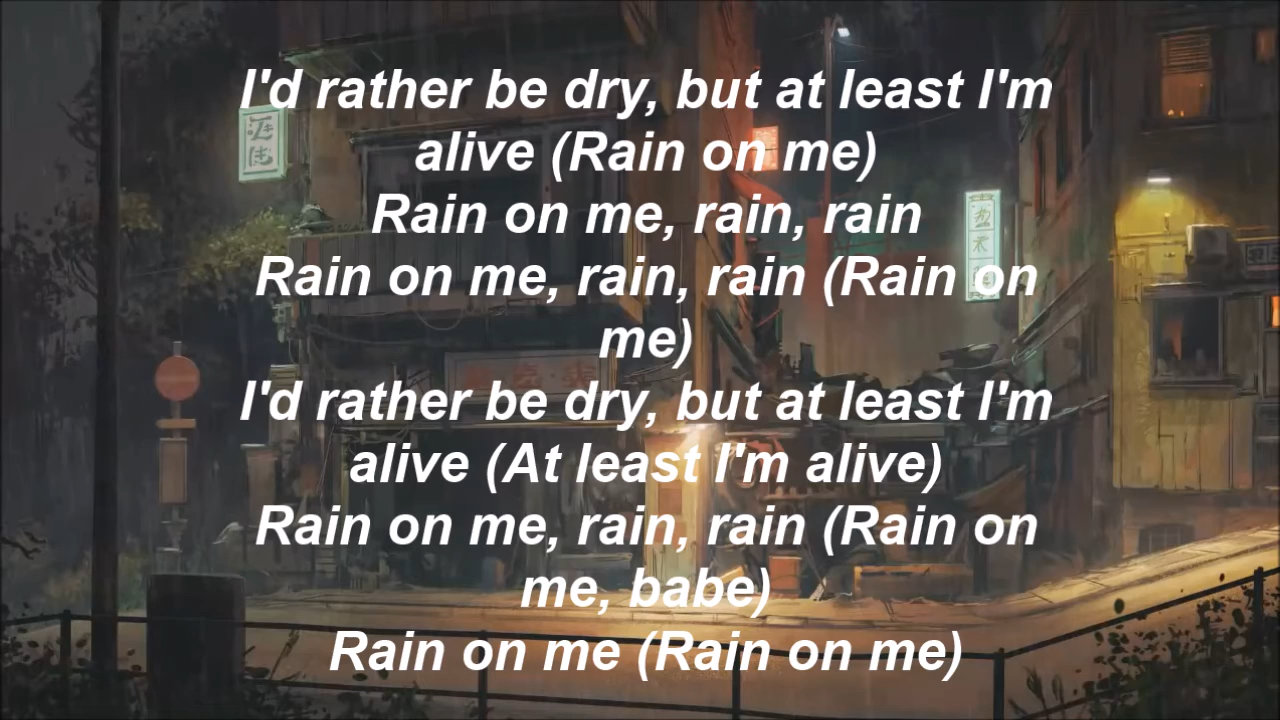 I'd rather be dry, but at least I'm
alive (Rain on me)
Rain on me, rain, rain
Rain on me, rain, rain (Rain on
me)
I'd rather be dry, but at least I'm
alive (At least I'm alive)
Rain on me, rain, rain (Rain on
me, babe)
Rain on me (Rain on me)